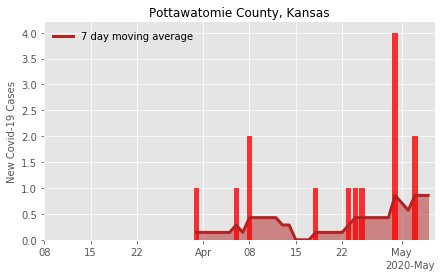 Pottawatomie County, Kansas
7 day moving average
New Covid-19 Cases
4.0
3.5
3.0
2.5
2.0
1.5
1.0
0.5
0.0
08 15 22 Apr 08 15 22 May
2020-May